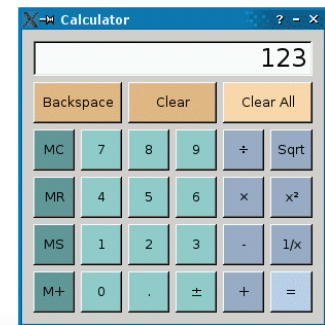 Calculator ? - ×
123
Backspace Clear Clear All
MC 7 8 9 ÷ Sqrt
MR 4 5 6 × x²
MS 1 2 3 - 1/x
M+ 0 . ± + =